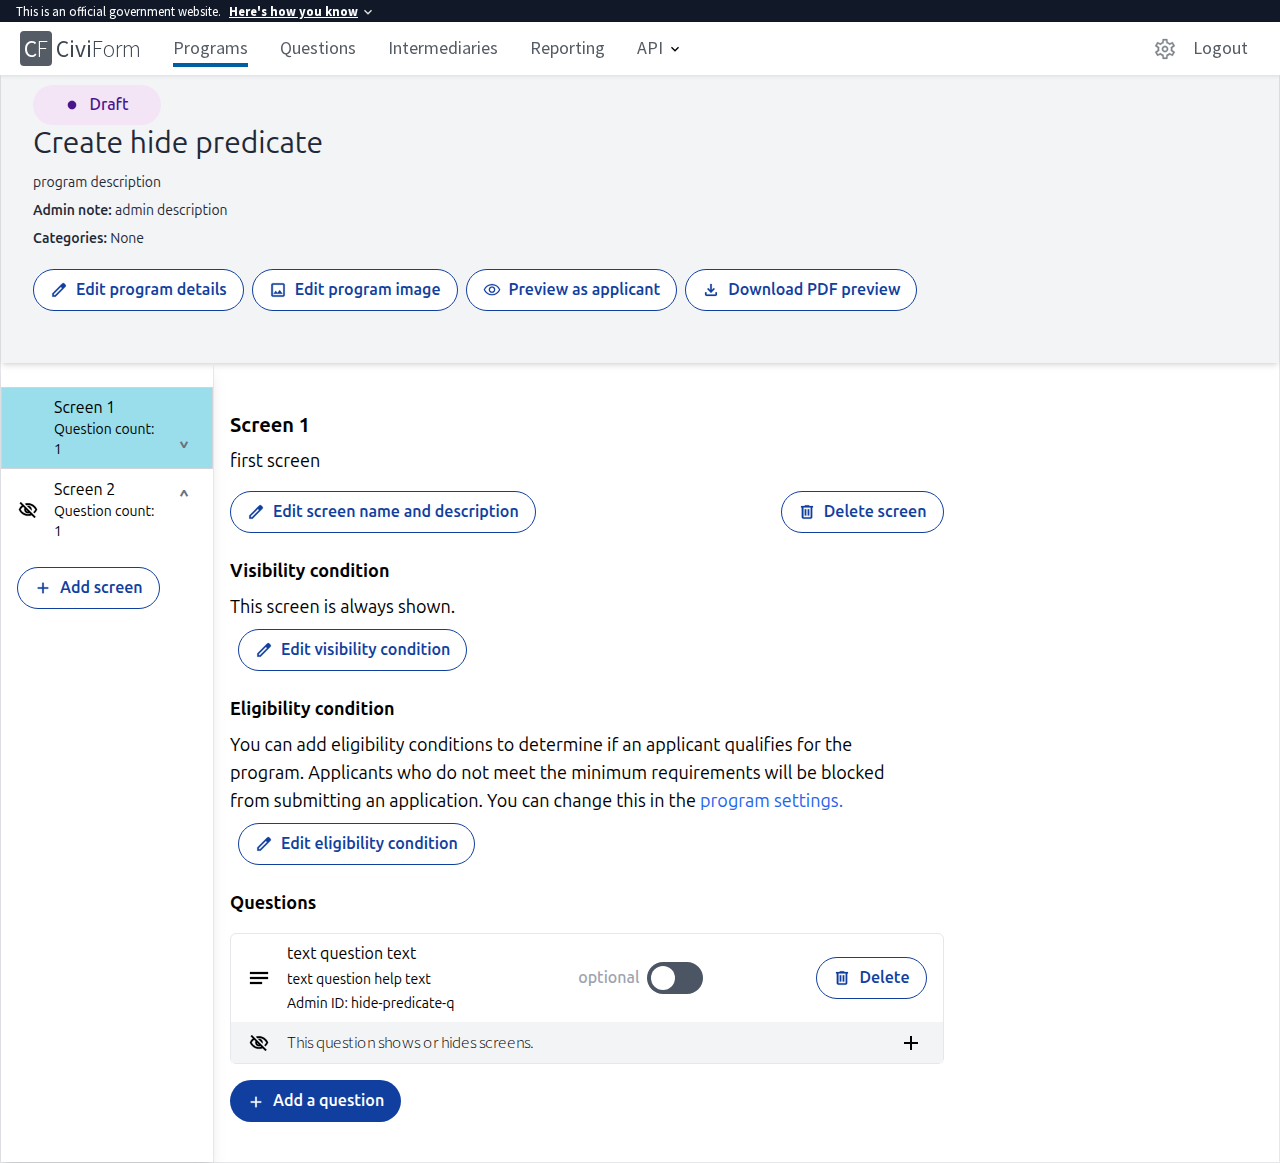 This is an official government website. Here's how you know
CF CiviForm Programs Questions Intermediaries Reporting API Logout
Draft
Create hide predicate
program description
Admin note: admin description
Categories: None
Edit program details Edit program image Preview as applicant Download PDF preview
Screen 1
Question count:
1
Screen 2
Question count:
1
Add screen
Screen 1
first screen
Edit screen name and description Delete screen
Visibility condition
This screen is always shown.
Edit visibility condition
Eligibility condition
You can add eligibility conditions to determine if an applicant qualifies for the
program. Applicants who do not meet the minimum requirements will be blocked
from submitting an application. You can change this in the program settings.
Edit eligibility condition
Questions
text question text
text question help text
Admin ID: hide-predicate-q
optional
Delete
This question shows or hides screens.
Add a question